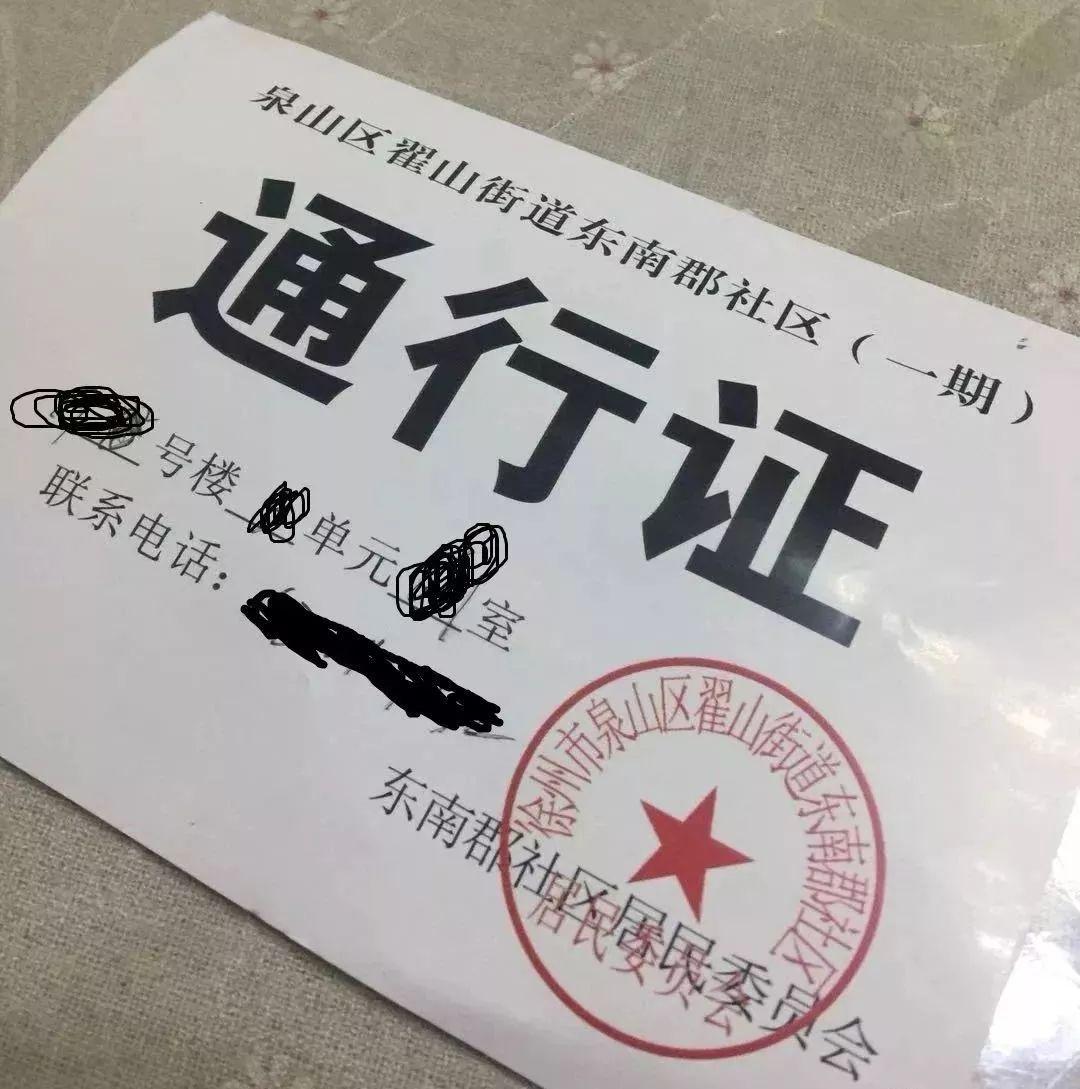 泉山区翟山街道东南郡社区（一期）
通行证
号楼 单元 室
联系电话：
东南郡社区居民委员会
徐州市泉山区翟山街道东南郡社区
居民委员会